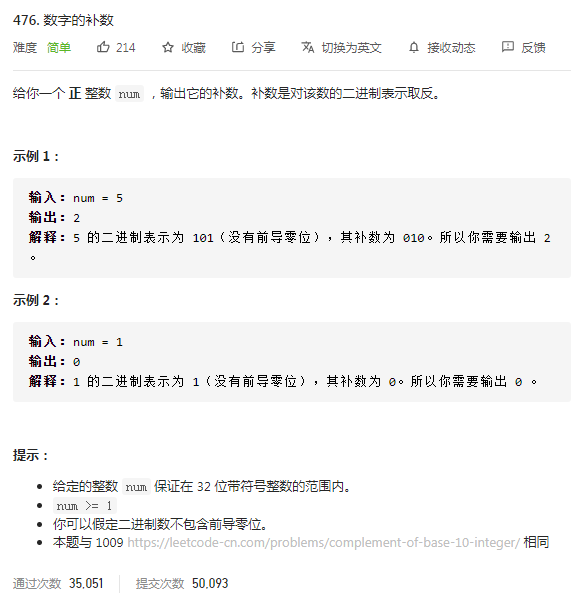 476. 数字的补数
难度 简单 214 收藏 分享 切换为英文 接收动态 反馈
给你一个 正 整数 num ，输出它的补数。补数是对该数的二进制表示取反。
示例 1：
输入：num = 5
输出：2
解释：5 的二进制表示为 101（没有前导零位），其补数为 010。所以你需要输出 2
。
示例 2：
输入：num = 1
输出：0
解释：1 的二进制表示为 1（没有前导零位），其补数为 0。所以你需要输出 0 。
提示：
给定的整数 num 保证在 32 位带符号整数的范围内。
num >= 1
你可以假定二进制数不包含前导零位。
本题与 1009 https://leetcode-cn.com/problems/complement-of-base-10-integer/ 相同
通过次数 35,051 提交次数 50,093